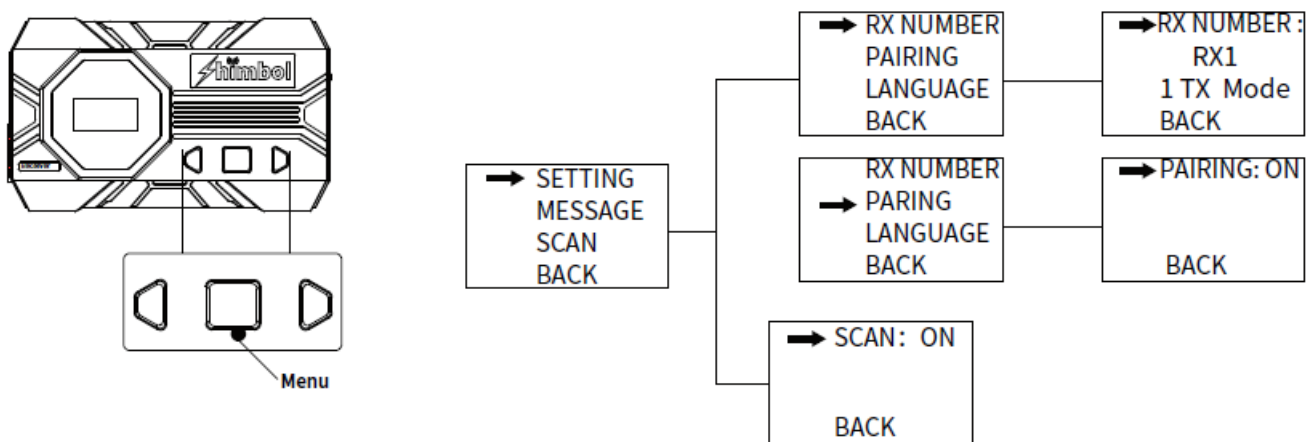 Shimbol
Menu
SETTING
MESSAGE
SCAN
BACK
RX NUMBER
PAIRING
LANGUAGE
BACK
RX NUMBER :
RX1
1 TX Mode
BACK
RX NUMBER
PARING
LANGUAGE
BACK
PAIRING: ON
BACK
SCAN: ON
BACK